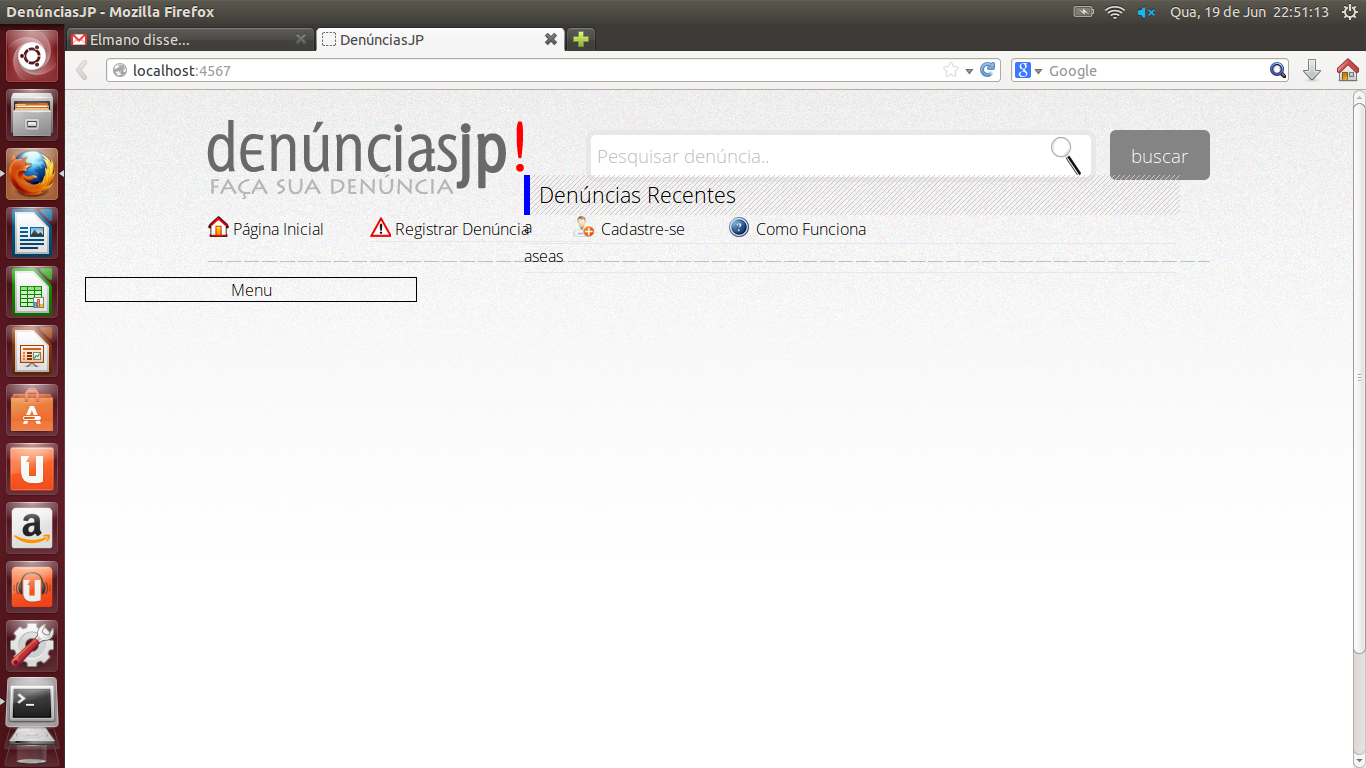 DenúnciasJP - Mozilla Firefox
Qua, 19 de Jun 22:51:13
Elmano disse...
DenúnciasJP
localhost:4567
Google
denúnciasjp!
FAÇA SUA DENÚNCIA
Pesquisar denúncia..
buscar
Denúncias Recentes
Página Inicial
Registrar Denúncia
a
Cadastre-se
Como Funciona
aseas
Menu